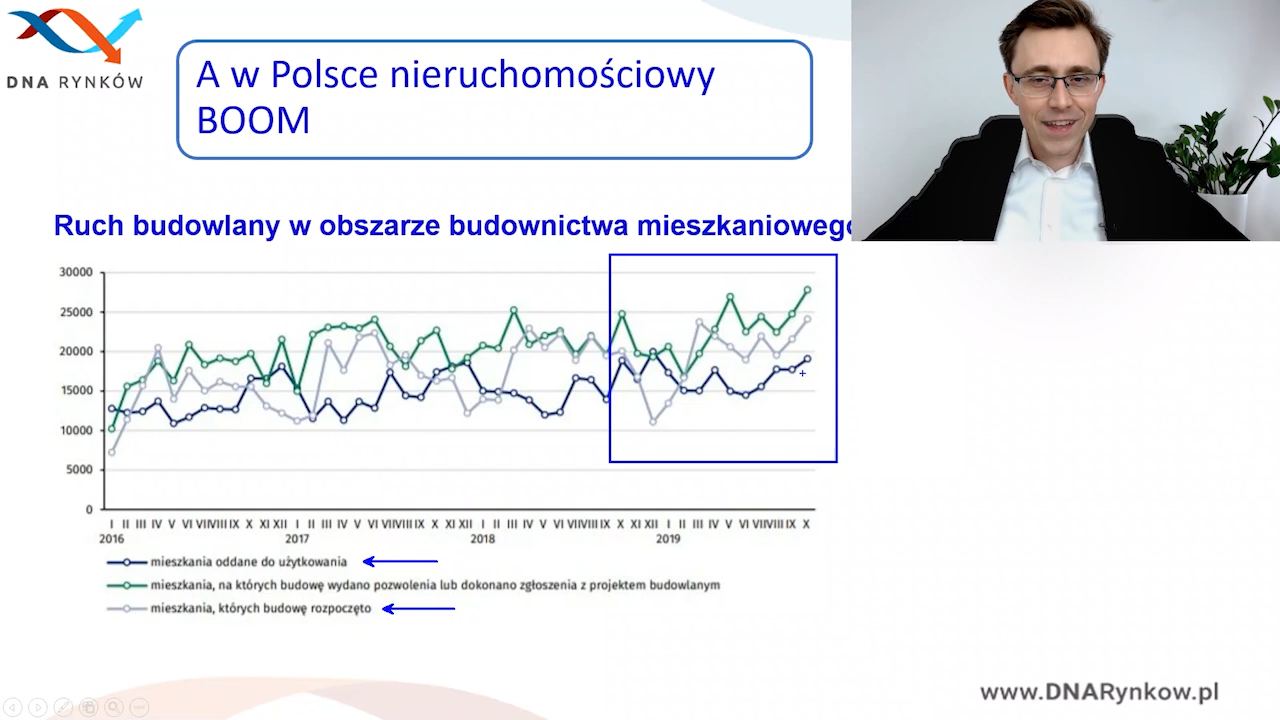 DNA RYNKÓW
A w Polsce nieruchomościowy
BOOM
Ruch budowlany w obszarze budownictwa mieszkaniowego
30000
25000
20000
15000
10000
5000
0
I II III IV V VI VII VIII IX X XI XII I II III IV V VI VII VIII IX X XI XII I II III IV V VI VII VIII IX X XI XII I II III IV V VI VII VIII IX X
2016 2017 2018 2019
mieszkania oddane do użytkowania
mieszkania, na których budowę wydano pozwolenia lub dokonano zgłoszenia z projektem budowlanym
mieszkania, których budowę rozpoczęto
www.DNARynkow.pl